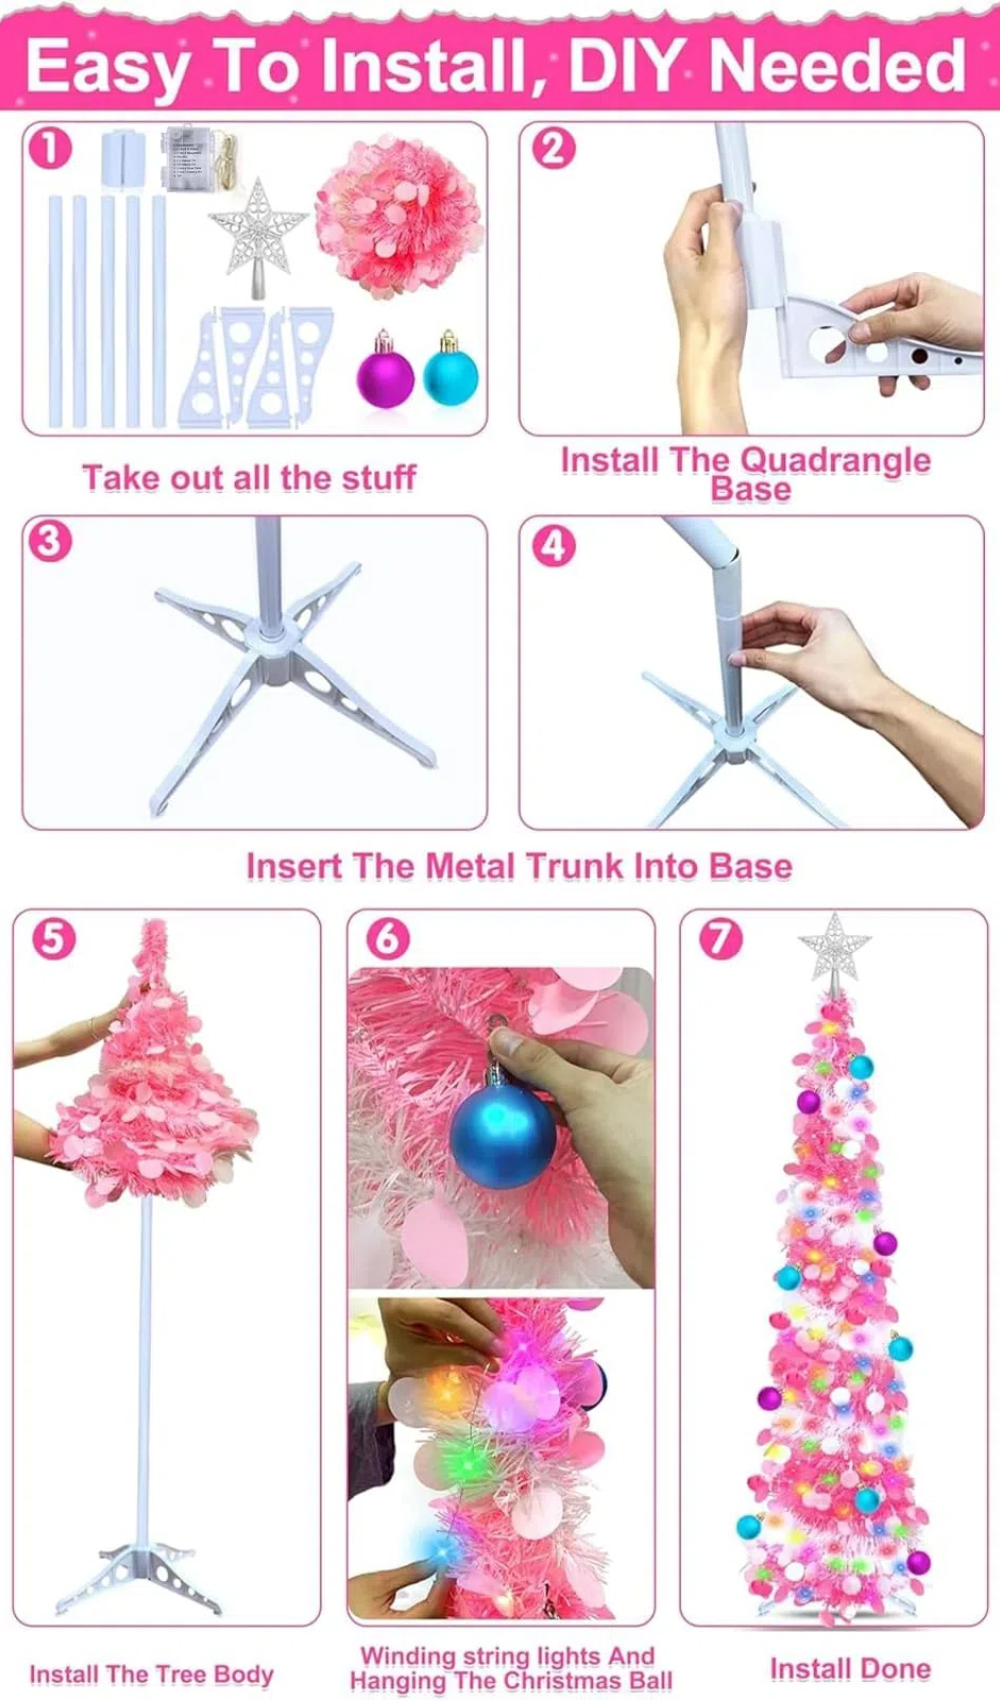 Easy To Install, DIY Needed
1
2
Take out all the stuff
Install The Quadrangle
Base
3
4
Insert The Metal Trunk Into Base
5
6
7
Install The Tree Body
Winding string lights And
Hanging The Christmas Ball
Install Done